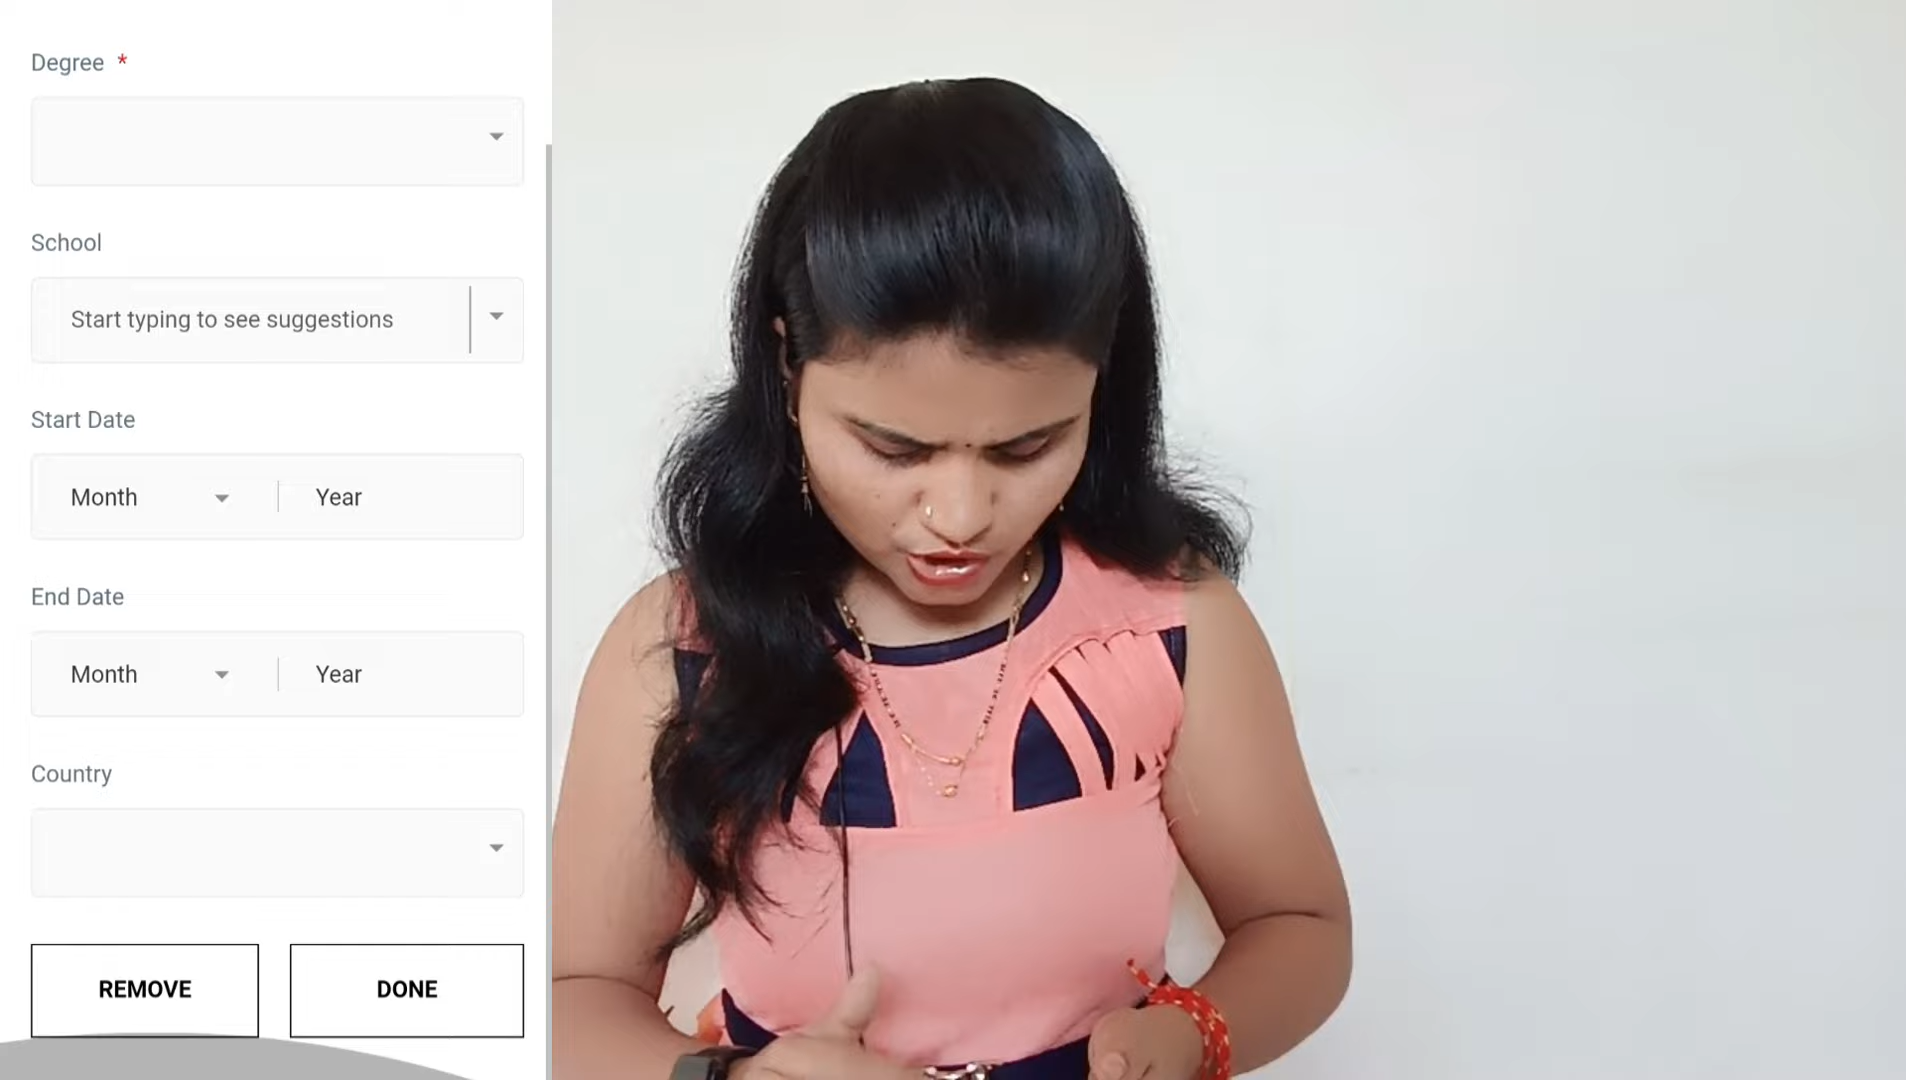 Degree *
School
Start typing to see suggestions
Start Date
Month Year
End Date
Month Year
Country
REMOVE DONE